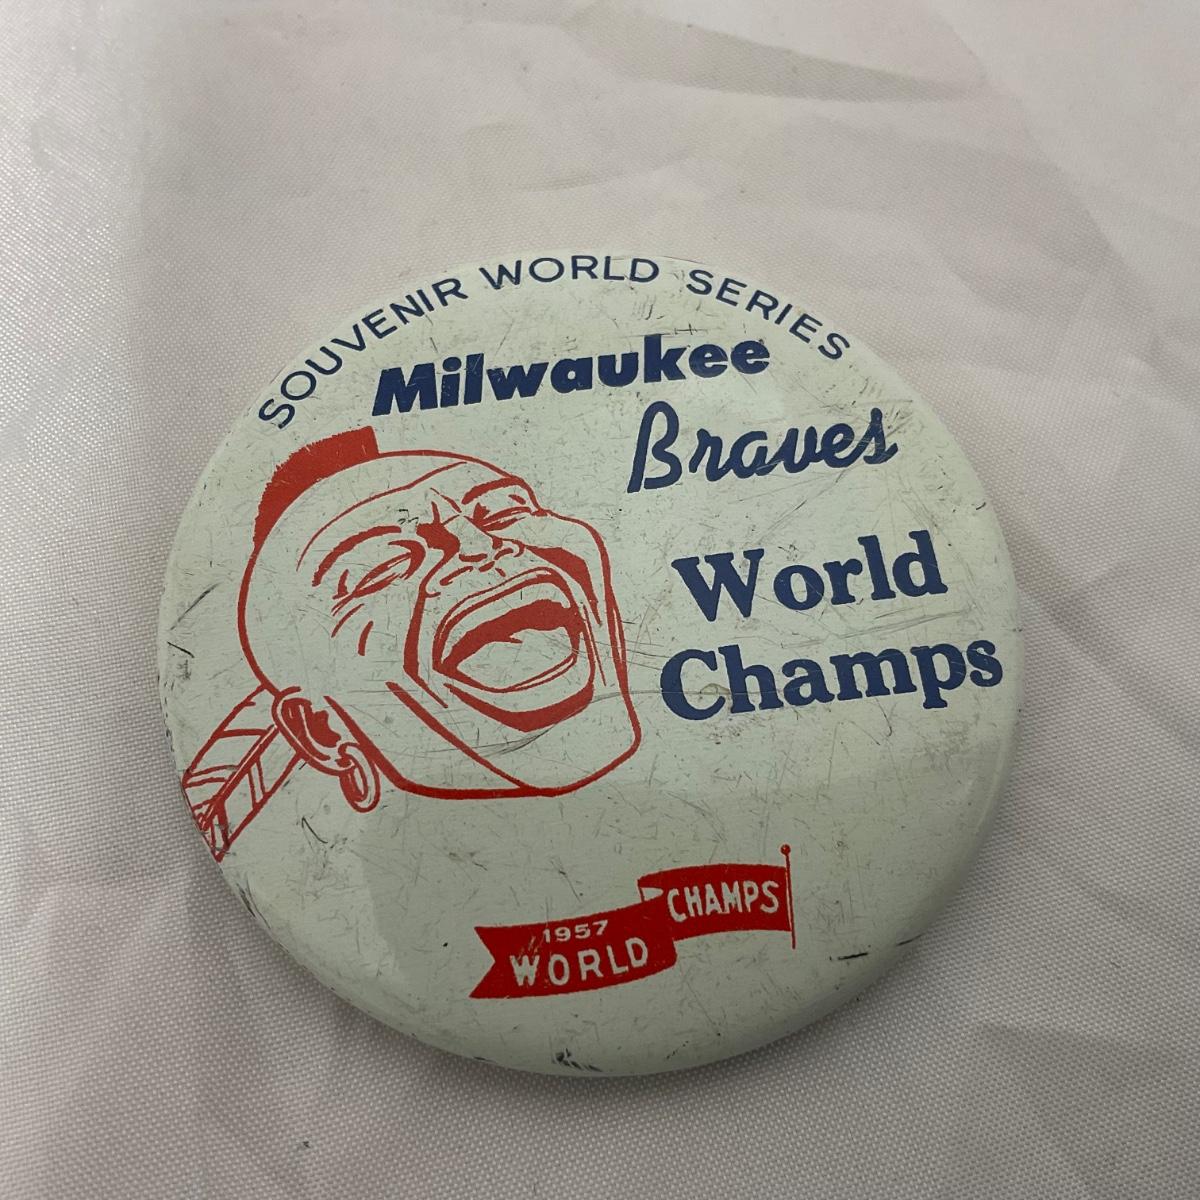 SOUVENIR WORLD SERIES
Milwaukee
Braves
World
Champs
1957
WORLD
CHAMPS